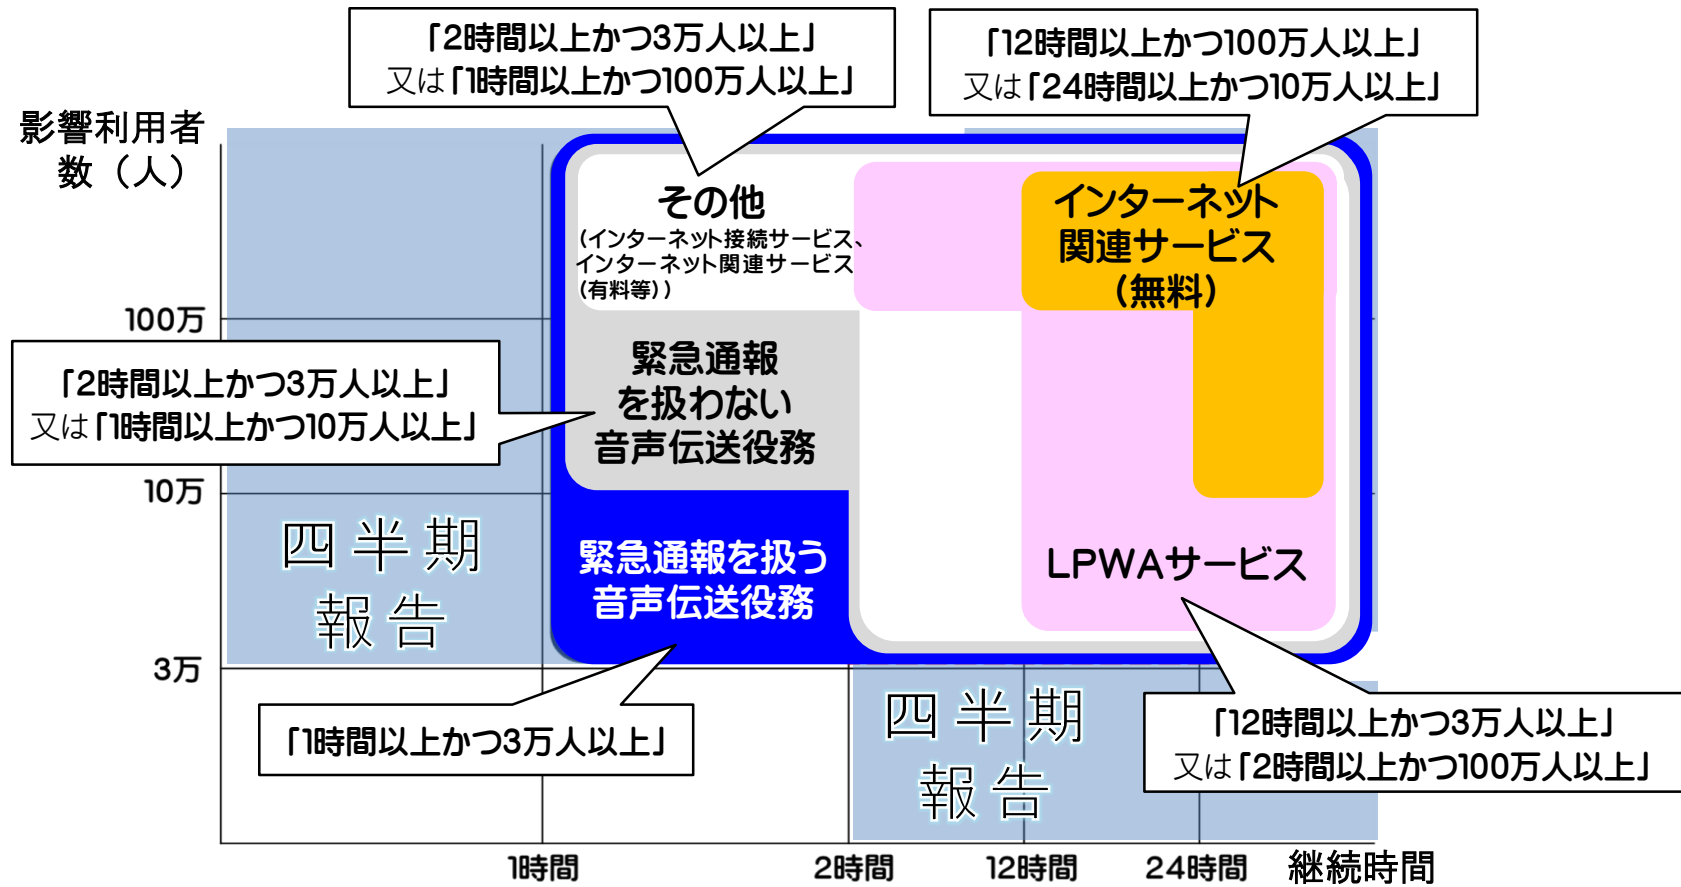 「2時間以上かつ3万人以上」
又は「1時間以上かつ100万人以上」
「12時間以上かつ100万人以上」
又は「24時間以上かつ10万人以上」
影響利用者
数（人）
その他
（インターネット接続サービス、
インターネット関連サービス
（有料等））
インターネット
関連サービス
（無料）
100万
緊急通報
を扱わない
音声伝送役務
「2時間以上かつ3万人以上」
又は「1時間以上かつ10万人以上」
10万
四半期
報告
緊急通報を扱う
音声伝送役務
LPWAサービス
3万
「1時間以上かつ3万人以上」
四半期
報告
「12時間以上かつ3万人以上」
又は「2時間以上かつ100万人以上」
1時間
2時間
12時間
24時間
継続時間